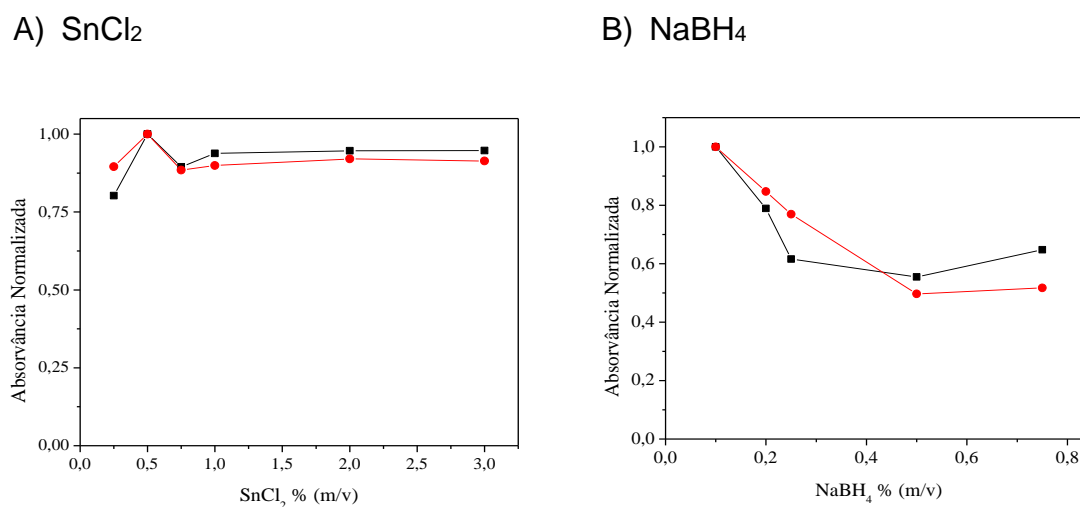 A) SnCl₂
B) NaBH₄
Absorvância Normalizada
1,00
0,75
0,50
0,25
0,00
0,0 0,5 1,0 1,5 2,0 2,5 3,0
SnCl₂ % (m/v)
Absorvância Normalizada
1,0
0,8
0,6
0,4
0,2
0,0
0,0 0,2 0,4 0,6 0,8
NaBH₄ % (m/v)